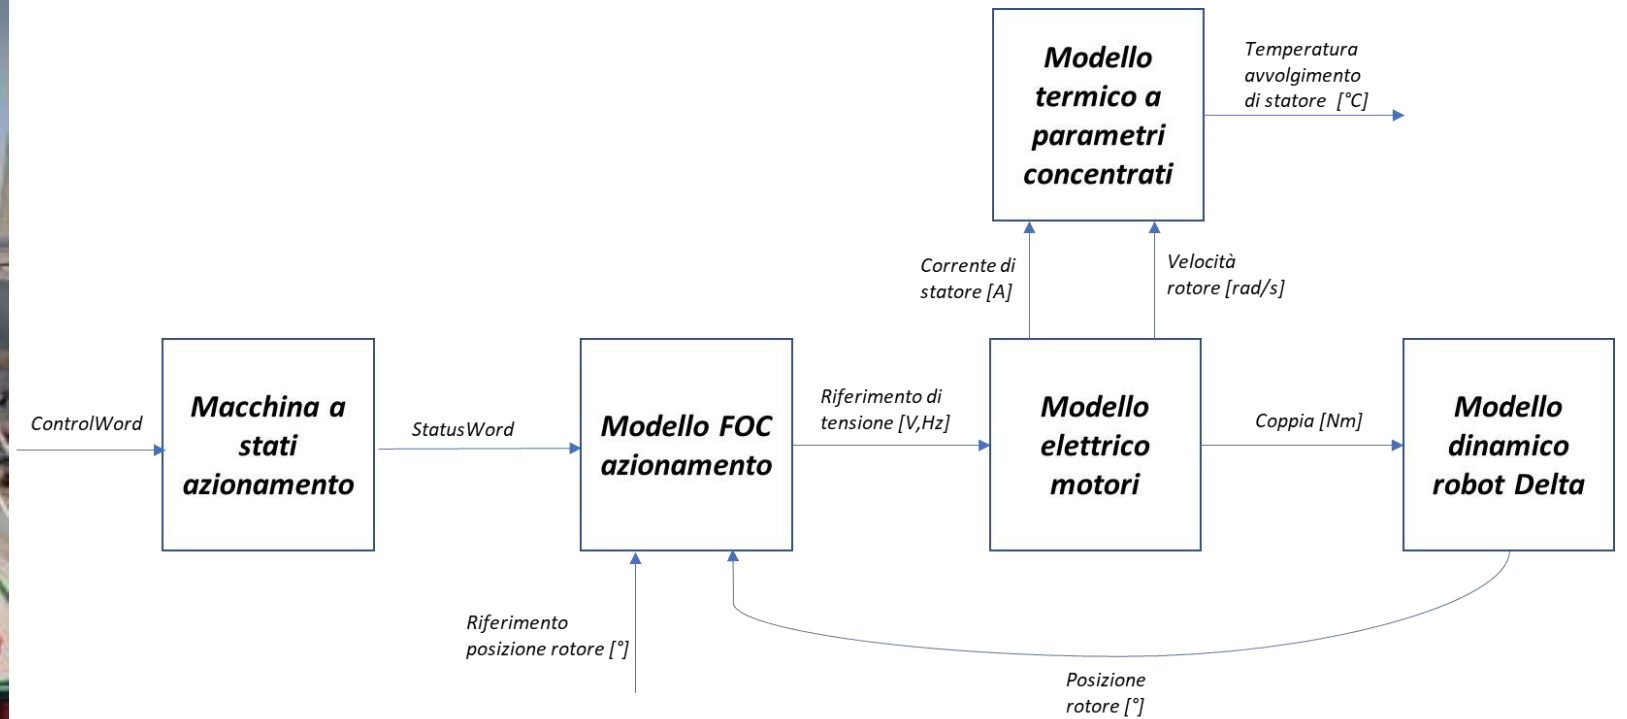 Modello
termico a
parametri
concentrati
Temperatura
avvolgimento
di statore [°C]
Corrente di
statore [A]
Velocità
rotore [rad/s]
ControlWord
Macchina a
stati
azionamento
StatusWord
Modello FOC
azionamento
Riferimento di
tensione [V,Hz]
Modello
elettrico
motori
Coppia [Nm]
Modello
dinamico
robot Delta
Riferimento
posizione rotore [°]
Posizione
rotore [°]